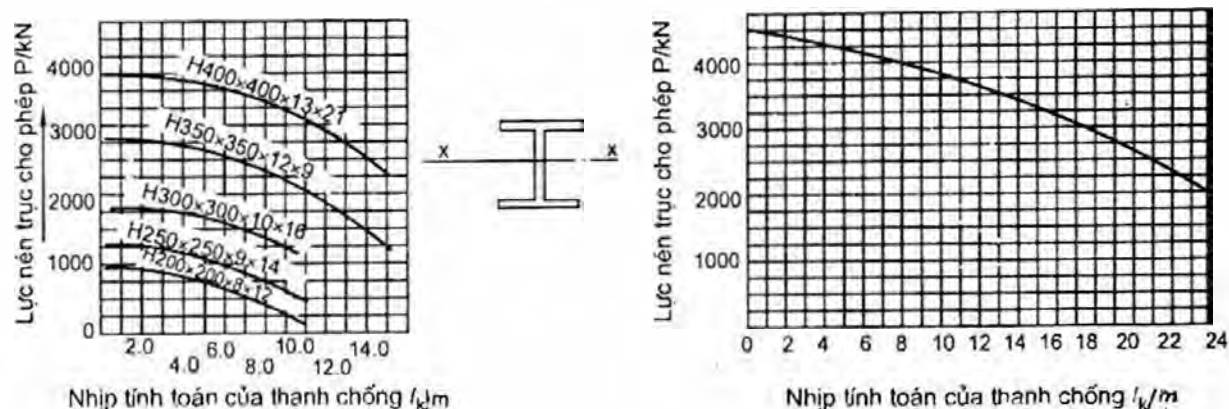 Lực nén trục cho phép P/kN
4000
3000
2000
1000
0
H400×400×13×21
H350×350×12×9
H300×300×10×16
H250×250×9×14
H200×200×8×12
2.0 6.0 10.0 14.0
4.0 8.0 12.0
Nhịp tính toán của thanh chống lk/m
x x
Lực nén trục cho phép P/kN
4000
3000
2000
1000
0 2 4 6 8 10 12 14 16 18 20 22 24
Nhịp tính toán của thanh chống lk/m